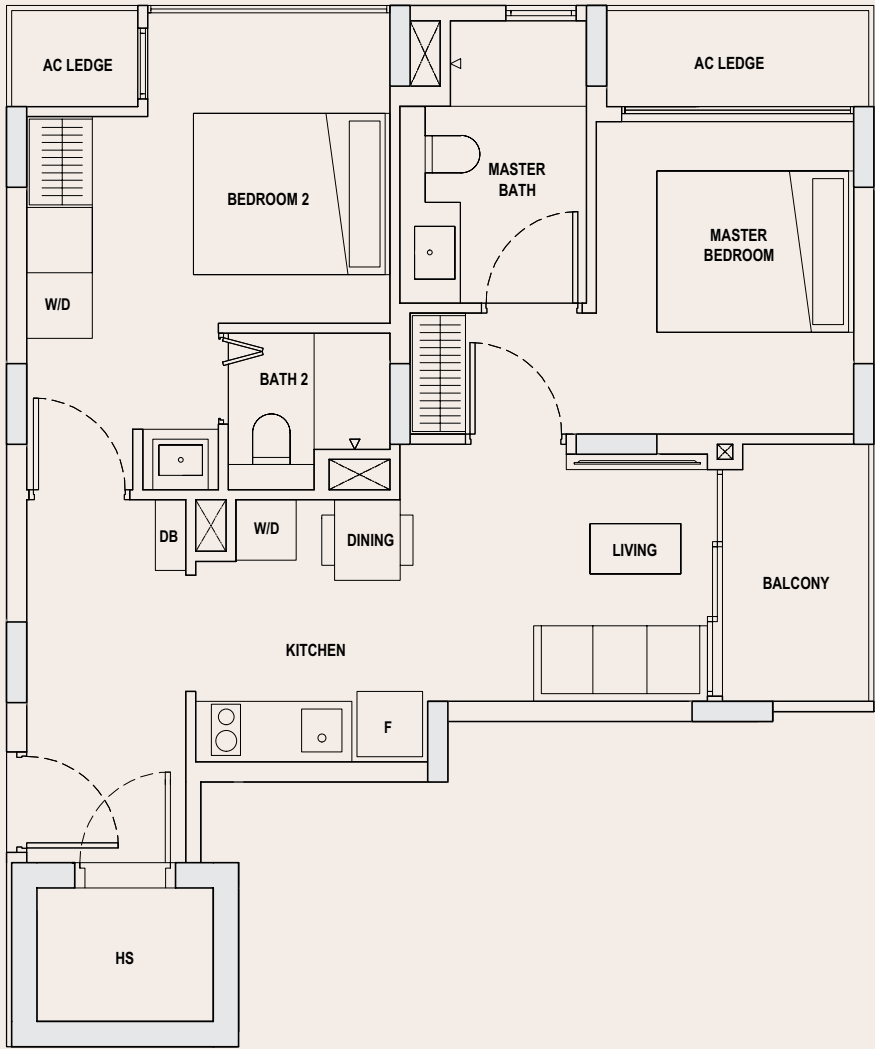 AC LEDGE
AC LEDGE
BEDROOM 2
MASTER
BATH
MASTER
BEDROOM
W/D
BATH 2
DB
W/D
DINING
LIVING
BALCONY
KITCHEN
F
HS